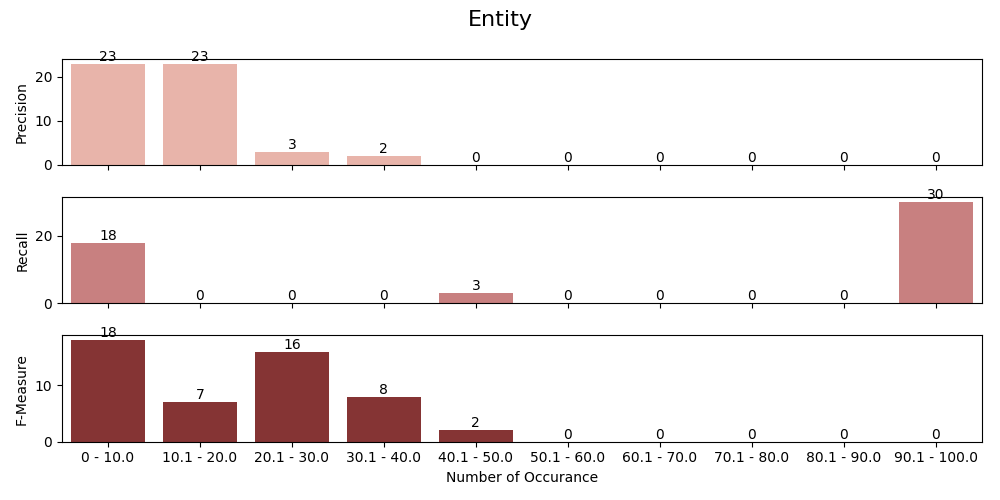 Entity
Precision
20
10
0
23 23 3 2 0 0 0 0 0 0
Recall
20
0
18 0 0 0 3 0 0 0 0 30
F-Measure
10
0
18 7 16 8 2 0 0 0 0 0
0 - 10.0 10.1 - 20.0 20.1 - 30.0 30.1 - 40.0 40.1 - 50.0 50.1 - 60.0 60.1 - 70.0 70.1 - 80.0 80.1 - 90.0 90.1 - 100.0
Number of Occurance